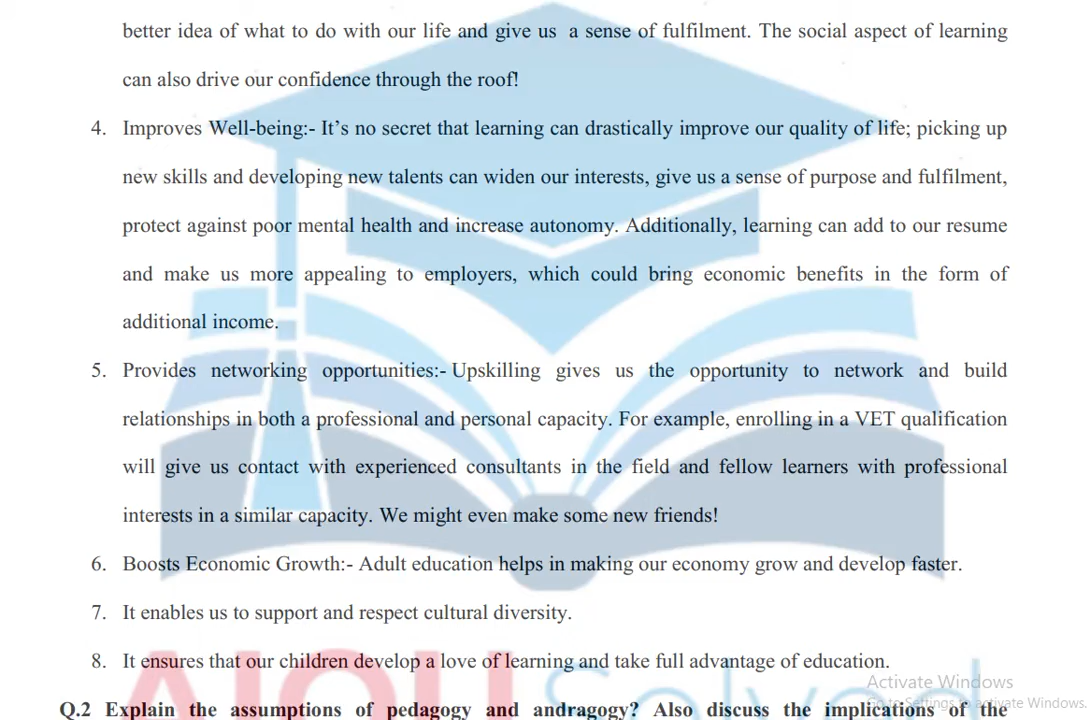 better idea of what to do with our life and give us a sense of fulfilment. The social aspect of learning
can also drive our confidence through the roof!
4. Improves Well-being:- It’s no secret that learning can drastically improve our quality of life; picking up
new skills and developing new talents can widen our interests, give us a sense of purpose and fulfilment,
protect against poor mental health and increase autonomy. Additionally, learning can add to our resume
and make us more appealing to employers, which could bring economic benefits in the form of
additional income.
5. Provides networking opportunities:- Upskilling gives us the opportunity to network and build
relationships in both a professional and personal capacity. For example, enrolling in a VET qualification
will give us contact with experienced consultants in the field and fellow learners with professional
interests in a similar capacity. We might even make some new friends!
6. Boosts Economic Growth:- Adult education helps in making our economy grow and develop faster.
7. It enables us to support and respect cultural diversity.
8. It ensures that our children develop a love of learning and take full advantage of education.
AIOU Solved
Activate Windows
Go to Settings to activate Windows.
Q.2 Explain the assumptions of pedagogy and andragogy? Also discuss the implications of the